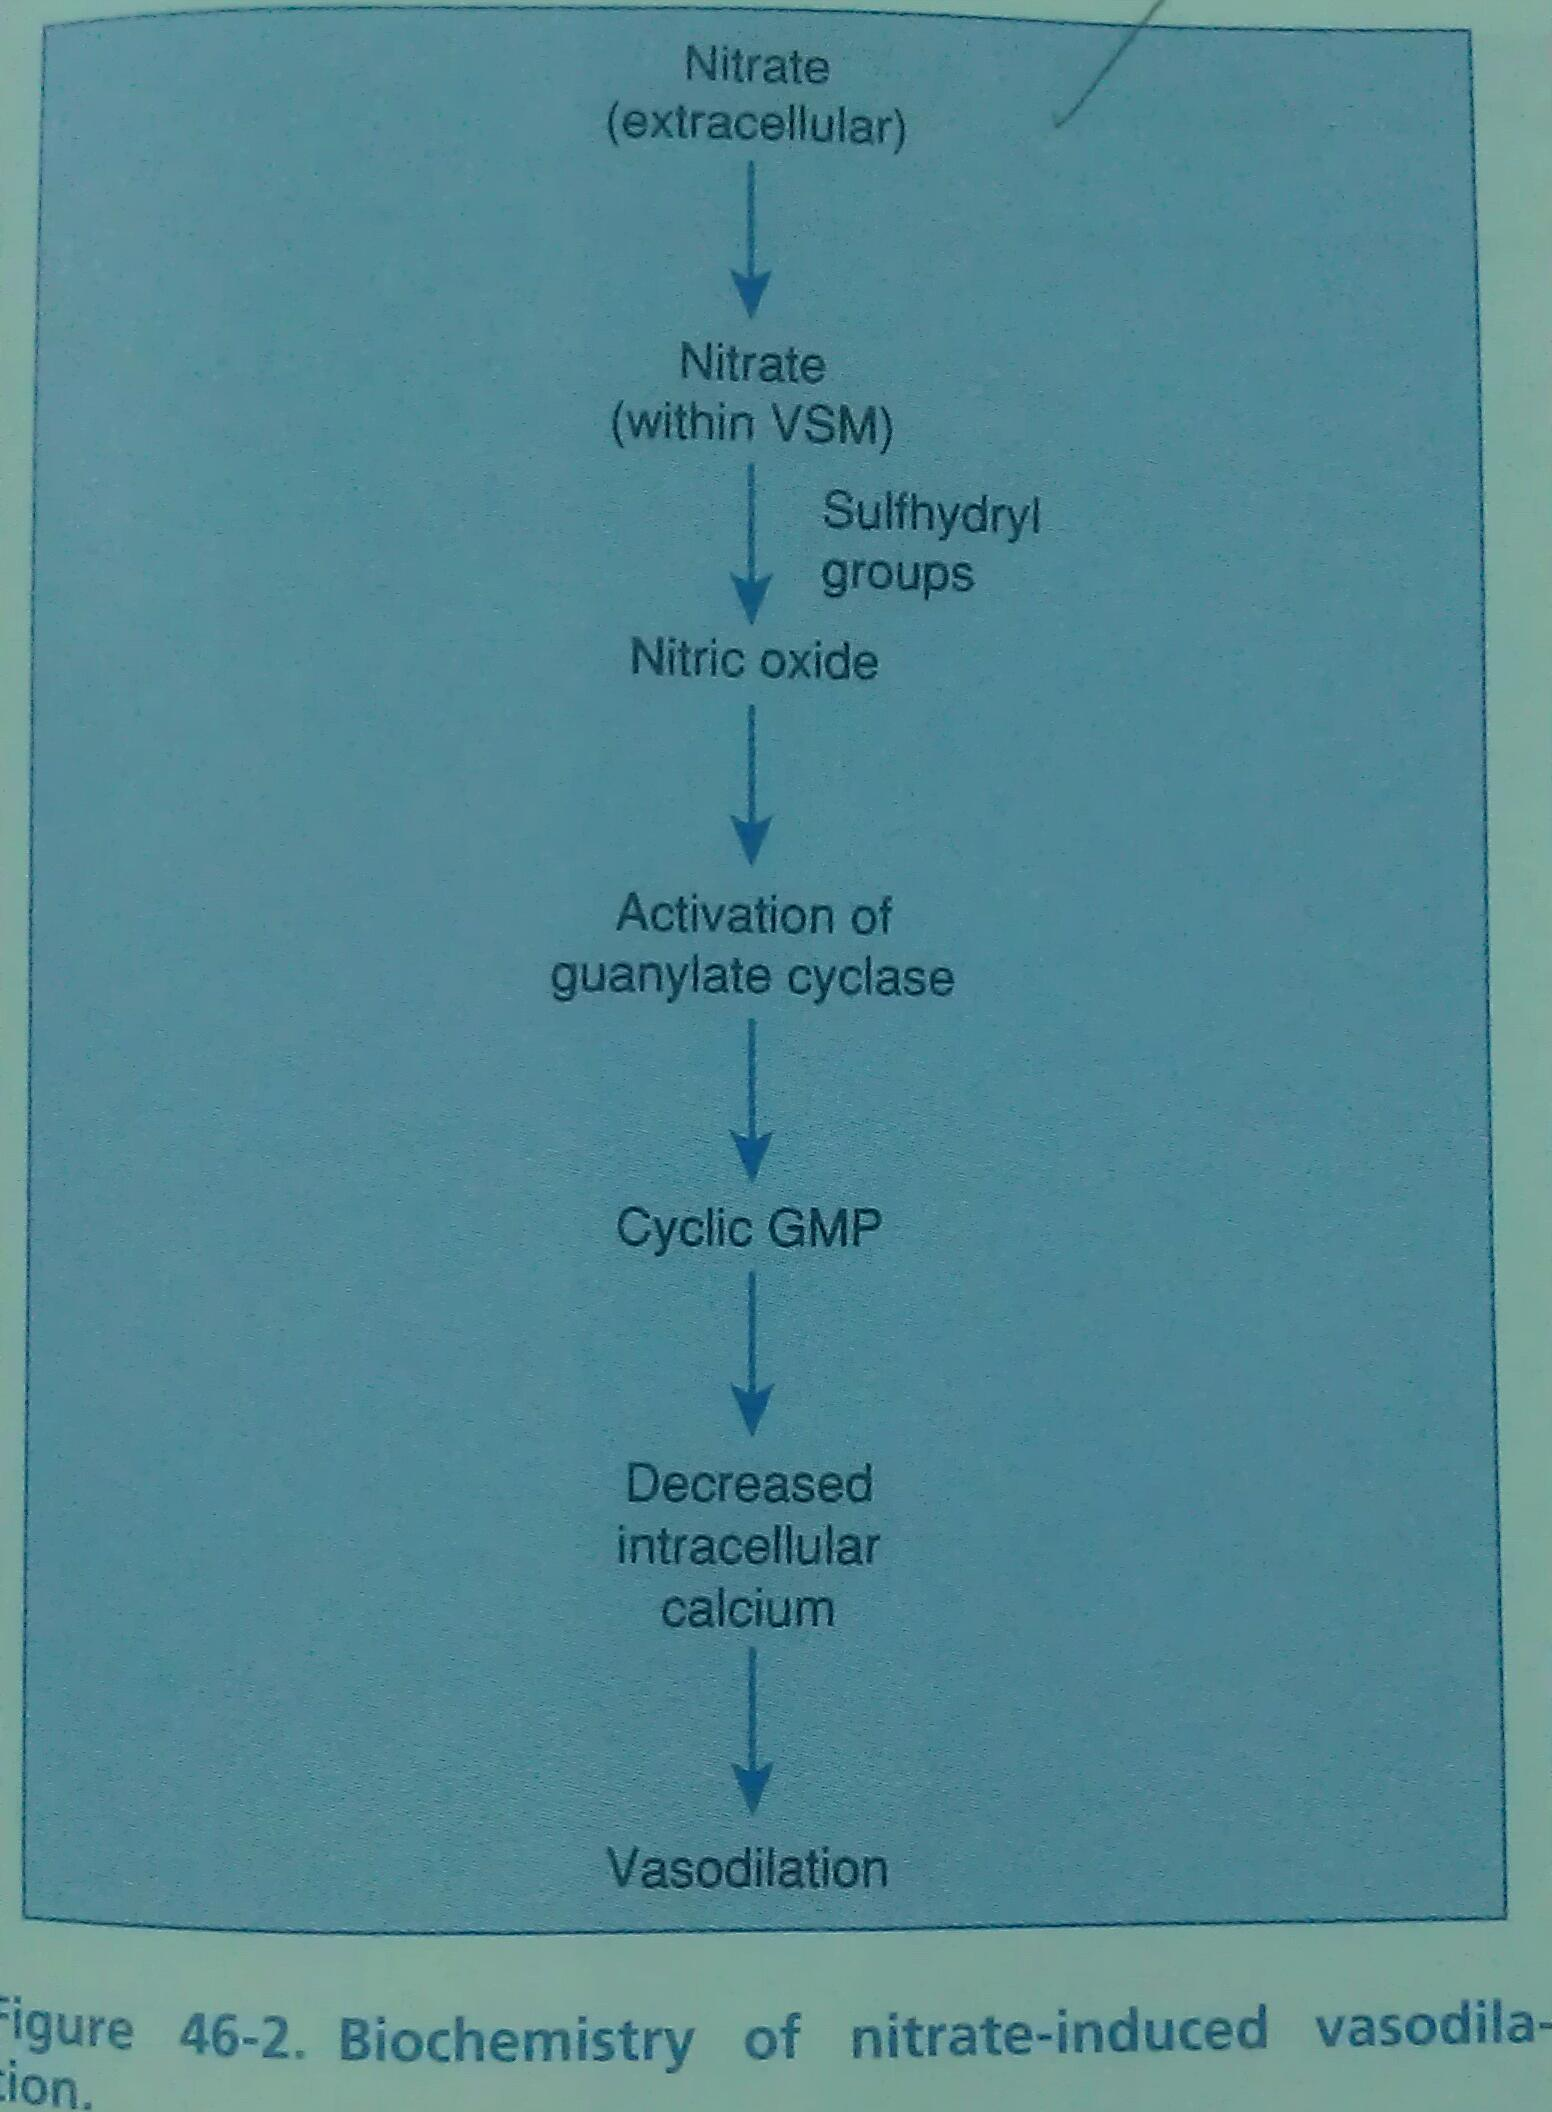 Nitrate
(extracellular)
Nitrate
(within VSM)
Sulfhydryl
groups
Nitric oxide
Activation of
guanylate cyclase
Cyclic GMP
Decreased
intracellular
calcium
Vasodilation
Figure 46-2. Biochemistry of nitrate-induced vasodila-
tion.